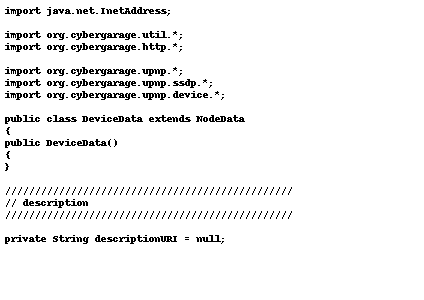 import java.net.InetAddress;
import org.cybergarage.util.*;
import org.cybergarage.http.*;
import org.cybergarage.upnp.*;
import org.cybergarage.upnp.ssdp.*;
import org.cybergarage.upnp.device.*;
public class DeviceData extends NodeData
{
public DeviceData()
{
}
////////////////////////////////////////////////
// description
////////////////////////////////////////////////
private String descriptionURI = null;